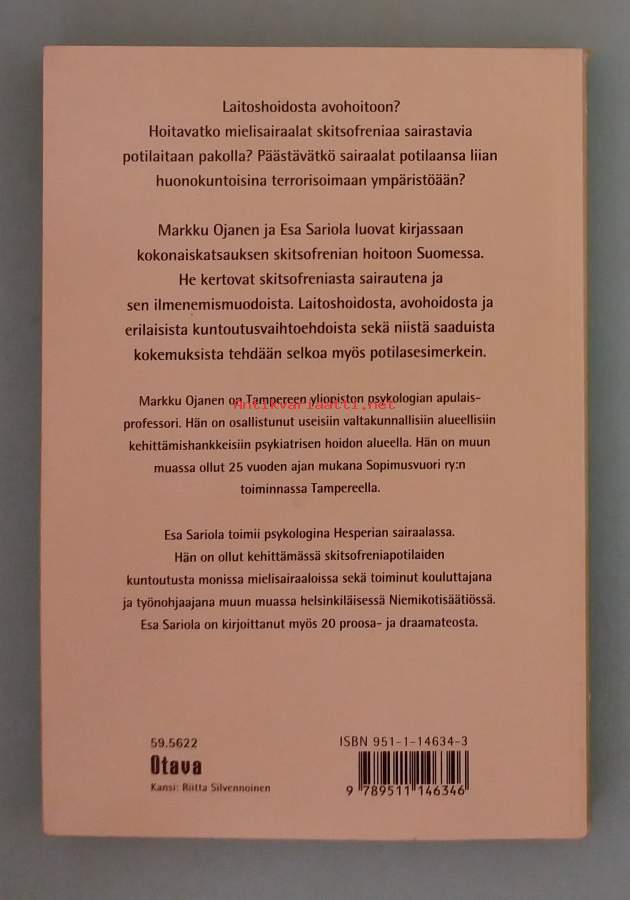 Laitoshoidosta avohoitoon?
Hoitavatko mielisairaalat skitsofreniaa sairastavia
potilaitaan pakolla? Päästävätkö sairaalat potilaansa liian
huonokuntoisina terrorisoimaan ympäristöään?
Markku Ojanen ja Esa Sariola luovat kirjassaan
kokonaiskatsauksen skitsofrenian hoitoon Suomessa.
He kertovat skitsofreniasta sairautena ja
sen ilmenemismuodoista. Laitoshoidosta, avohoidosta ja
erilaisista kuntoutusvaihtoehdoista sekä niistä saaduista
kokemuksista tehdään selkoa myös potilasesimerkein.
Markku Ojanen on Tampereen yliopiston psykologian apulais-
Antikvariaatti.net
professori. Hän on osallistunut useisiin valtakunnallisiin alueellisiin
kehittämishankkeisiin psykiatrisen hoidon alueella. Hän on muun
muassa ollut 25 vuoden ajan mukana Sopimusvuori ry:n
toiminnassa Tampereella.
Esa Sariola toimii psykologina Hesperian sairaalassa.
Hän on ollut kehittämässä skitsofreniapotilaiden
kuntoutusta monissa mielisairaaloissa sekä toiminut kouluttajana
ja työnohjaajana muun muassa helsinkiläisessä Niemikotisäätiössä.
Esa Sariola on kirjoittanut myös 20 proosa- ja draamateosta.
59.5622
Otava
Kansi: Riitta Silvennoinen
ISBN 951-1-14634-3
9 789511 146346